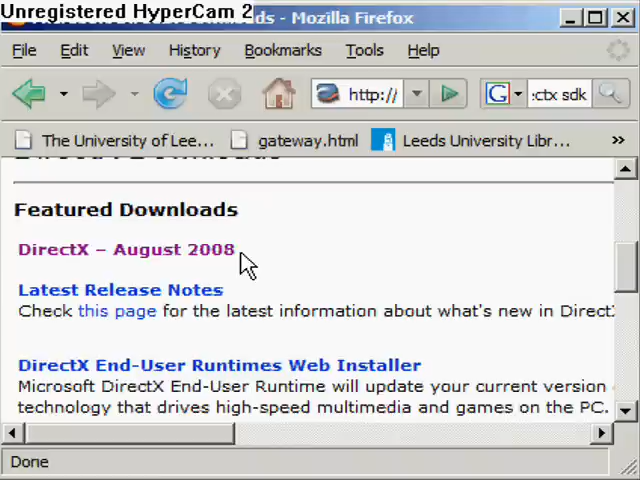 Unregistered HyperCam 2
ds - Mozilla Firefox
File Edit View History Bookmarks Tools Help
http:// G :ctx sdk
The University of Lee... gateway.html Leeds University Libr... »
Featured Downloads
DirectX – August 2008
Latest Release Notes
Check this page for the latest information about what's new in Direct
DirectX End-User Runtimes Web Installer
Microsoft DirectX End-User Runtime will update your current version
technology that drives high-speed multimedia and games on the PC.
Done